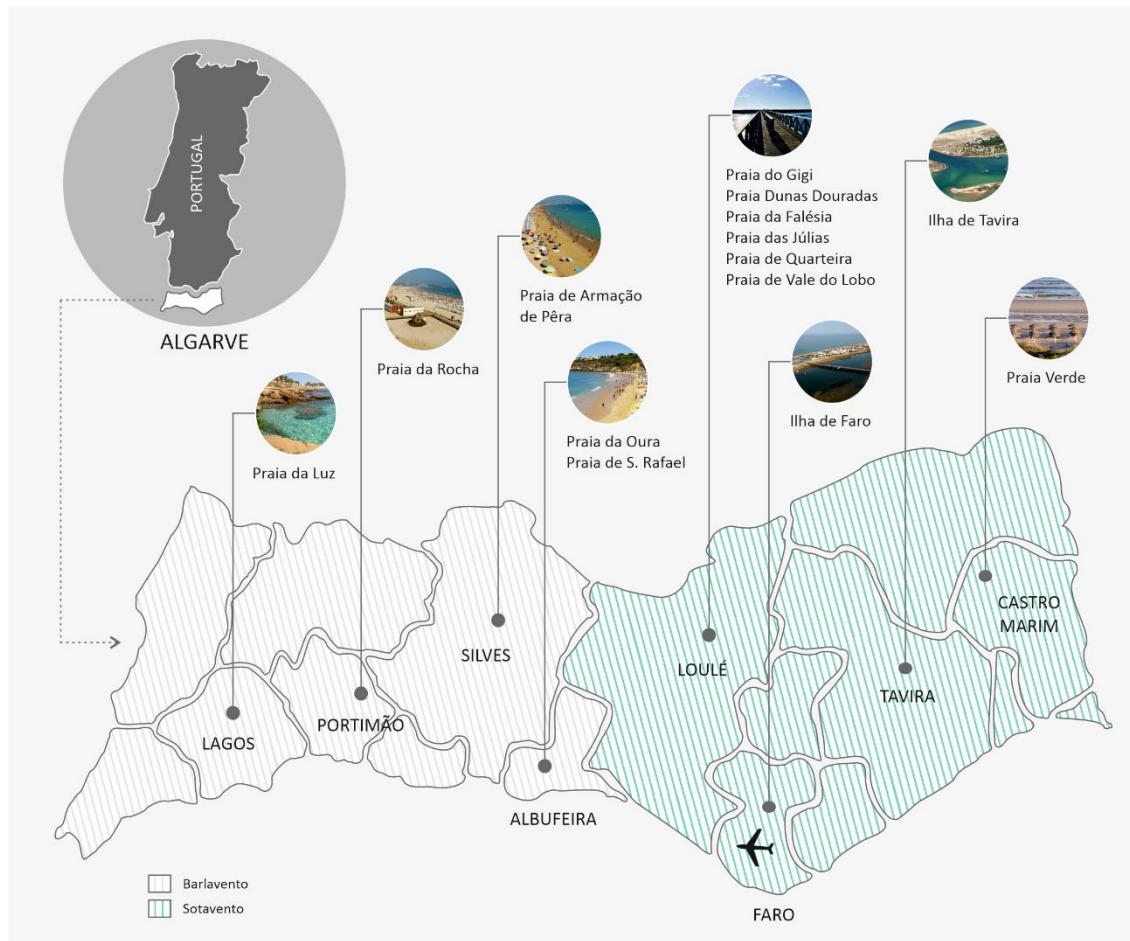 PORTUGAL
ALGARVE
Praia da Luz
Praia da Rocha
Praia de Armação
de Pêra
Praia da Oura
Praia de S. Rafael
Praia do Gigi
Praia Dunas Douradas
Praia da Falésia
Praia das Júlias
Praia de Quarteira
Praia de Vale do Lobo
Ilha de Faro
Ilha de Tavira
Praia Verde
LAGOS
PORTIMÃO
SILVES
ALBUFEIRA
LOULÉ
FARO
TAVIRA
CASTRO
MARIM
Barlavento
Sotavento